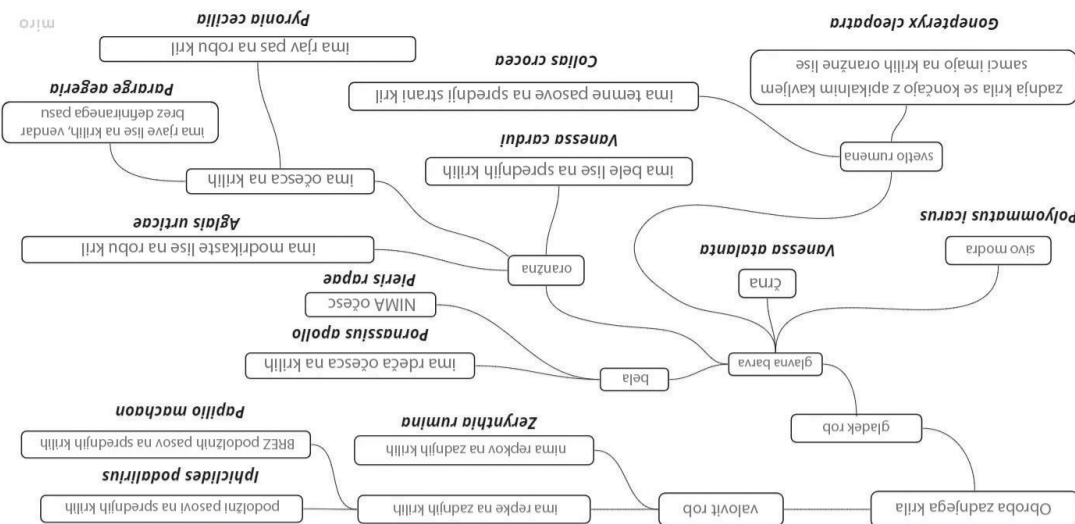 Obroba zadnjega krila
valovit rob
ima repke na zadnjih krilih
podolžni pasovi na sprednjih krilih
Iphiclides podalirius
BREZ podolžnih pasov na sprednjih krilih
Papilio machaon
nima repkov na zadnjih krilih
Zerynthia rumina
gladek rob
glavna barva
bela
ima rdeča očesca na krilih
Pornassius apollo
NIMA očesc
Pieris rapae
oranžna
ima modrikaste lise na robu kril
Aglais urticae
ima očesca na krilih
ima rjave lise na krilih, vendar
brez definiranega pasu
Pararge aegeria
ima rjav pas na robu kril
Pyronia cecilia
ima bele lise na sprednjih krilih
Vanessa cardui
črna
Vanessa atalanta
sivo modra
Polyommatus icarus
svetlo rumena
ima temne pasove na sprednji strani kril
Colias crocea
zadnja krila se končajo z apikalnim kavljem
samci imajo na krilih oranžne lise
Gonepteryx cleopatra
miro